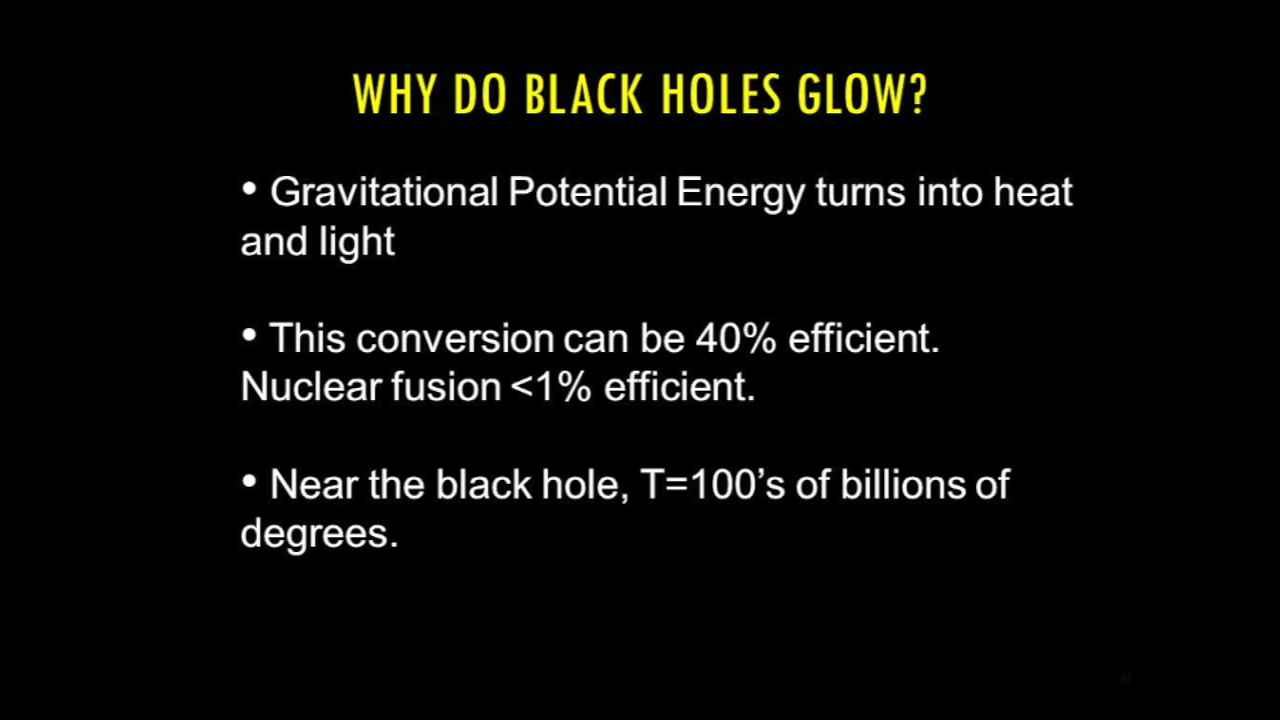 WHY DO BLACK HOLES GLOW?
• Gravitational Potential Energy turns into heat
and light
• This conversion can be 40% efficient.
Nuclear fusion <1% efficient.
• Near the black hole, T=100’s of billions of
degrees.